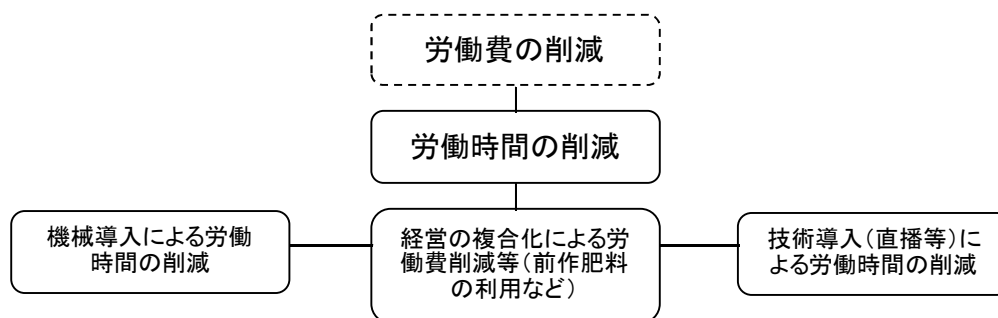 労働費の削減
労働時間の削減
機械導入による労働
時間の削減
経営の複合化による労
働費削減等（前作肥料
の利用など）
技術導入（直播等）に
よる労働時間の削減